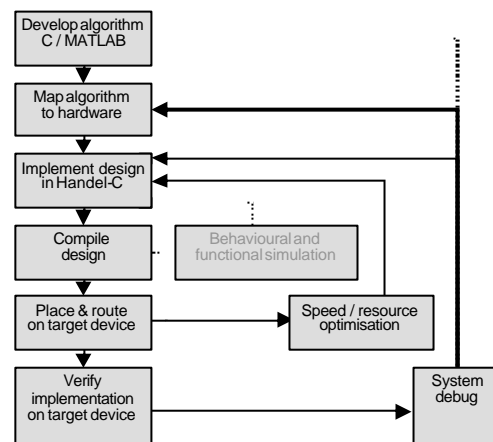 Develop algorithm
C / MATLAB
Map algorithm
to hardware
Implement design
in Handel-C
Compile
design
Behavioural and
functional simulation
Place & route
on target device
Speed / resource
optimisation
Verify
implementation
on target device
System
debug